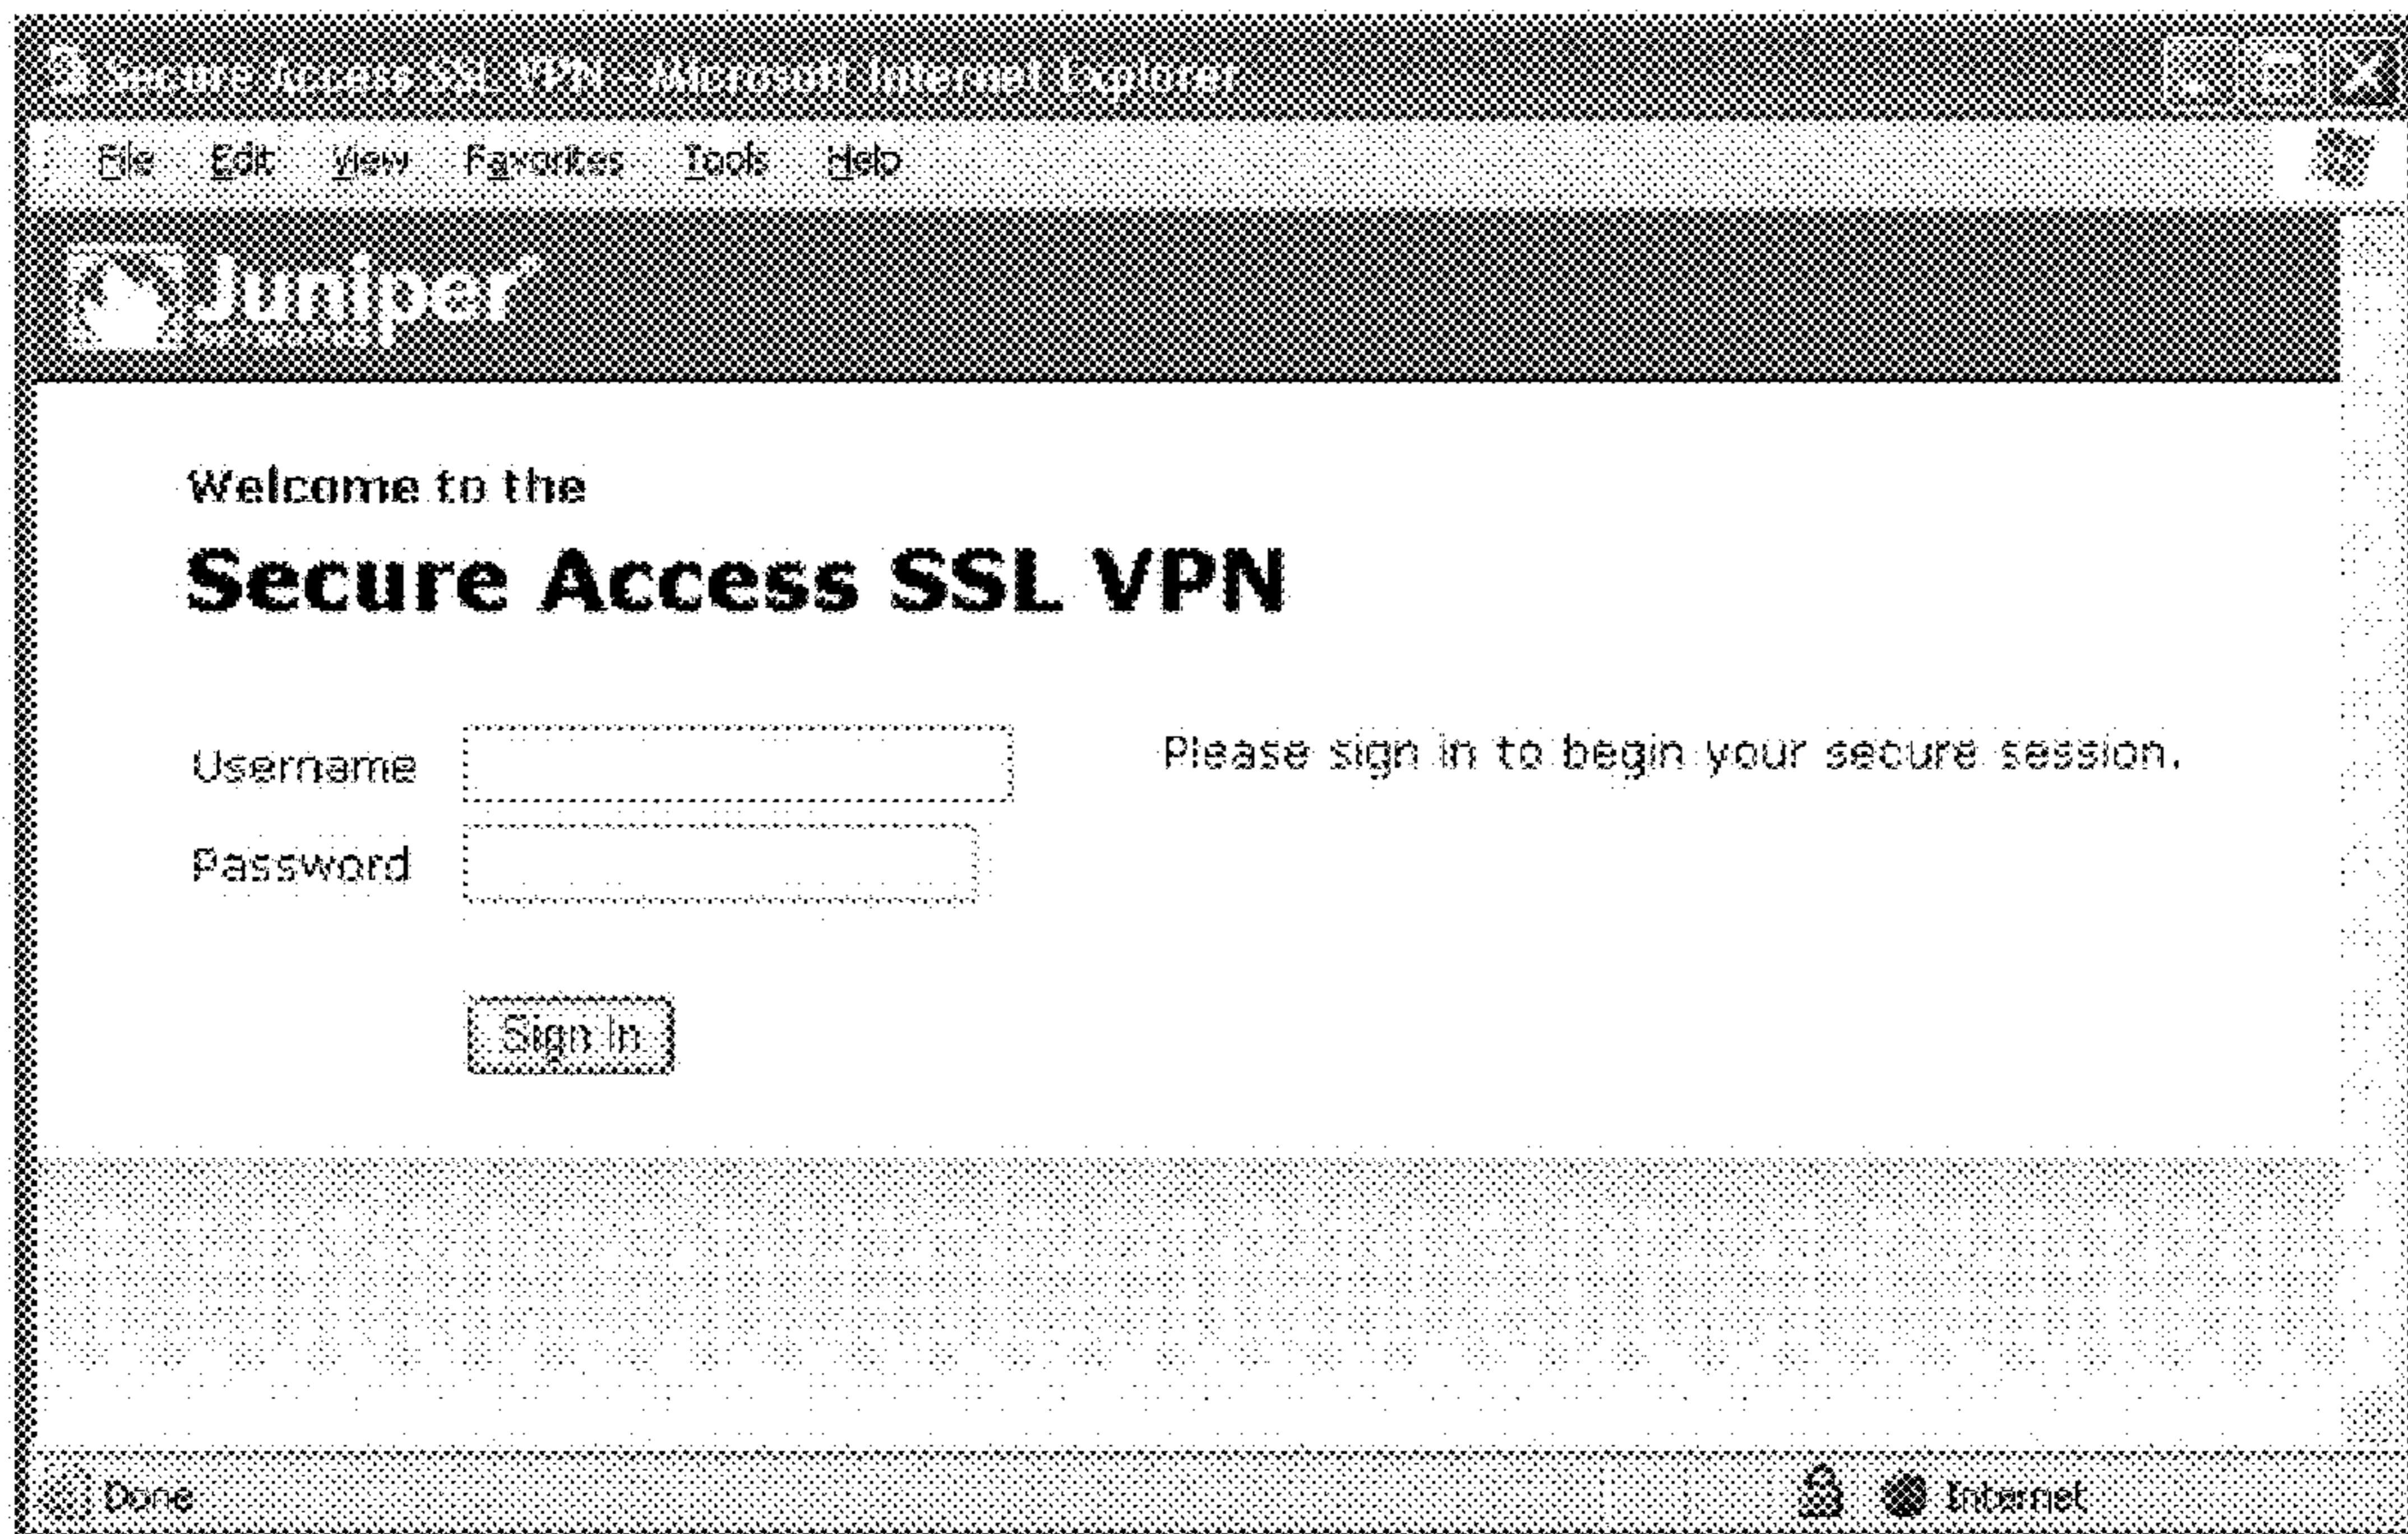 Secure Access SSL VPN - Microsoft Internet Explorer
File Edit View Favorites Tools Help
Juniper
NETWORKS
Welcome to the
Secure Access SSL VPN
Username
Please sign in to begin your secure session.
Password
Sign In
Done
Internet